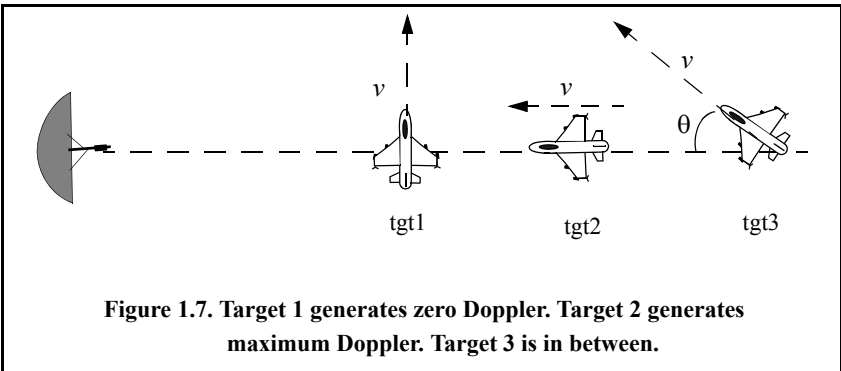 v
v
v
θ
tgt1
tgt2
tgt3
Figure 1.7. Target 1 generates zero Doppler. Target 2 generates
maximum Doppler. Target 3 is in between.